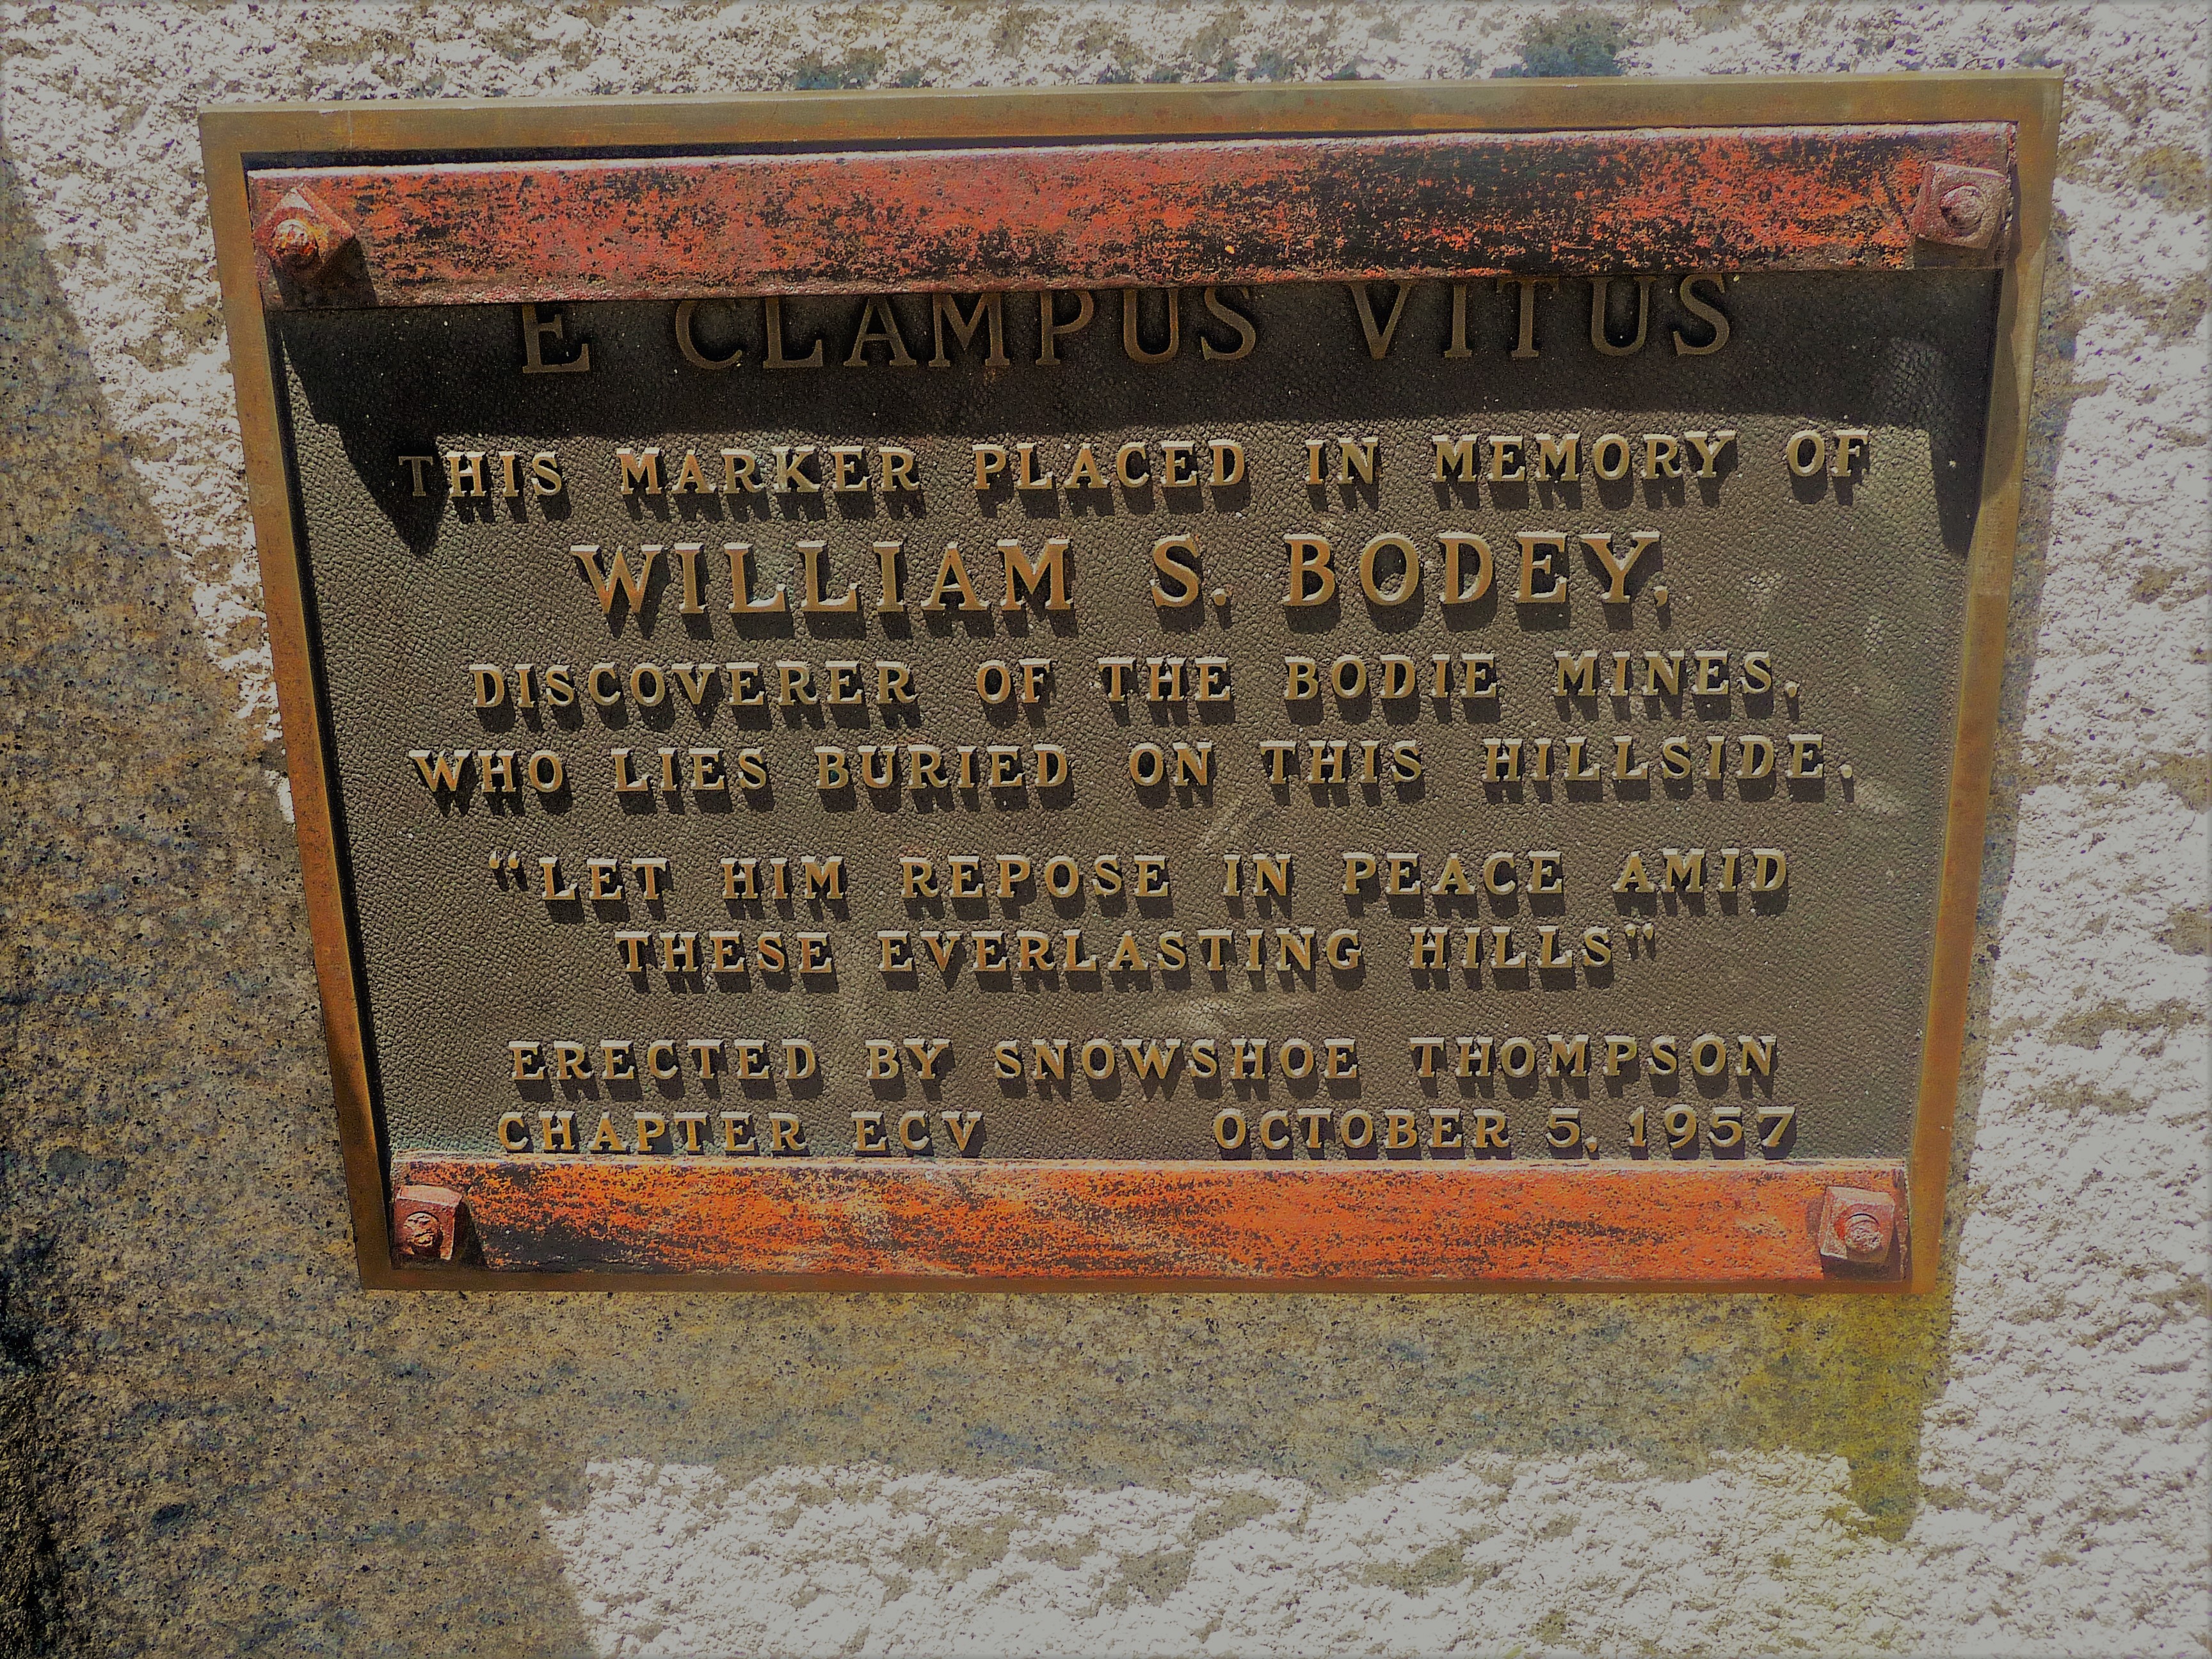 E CLAMPUS VITUS
THIS MARKER PLACED IN MEMORY OF
WILLIAM S. BODEY,
DISCOVERER OF THE BODIE MINES,
WHO LIES BURIED ON THIS HILLSIDE.
“LET HIM REPOSE IN PEACE AMID
THESE EVERLASTING HILLS"
ERECTED BY SNOWSHOE THOMPSON
CHAPTER ECV OCTOBER 5, 1957